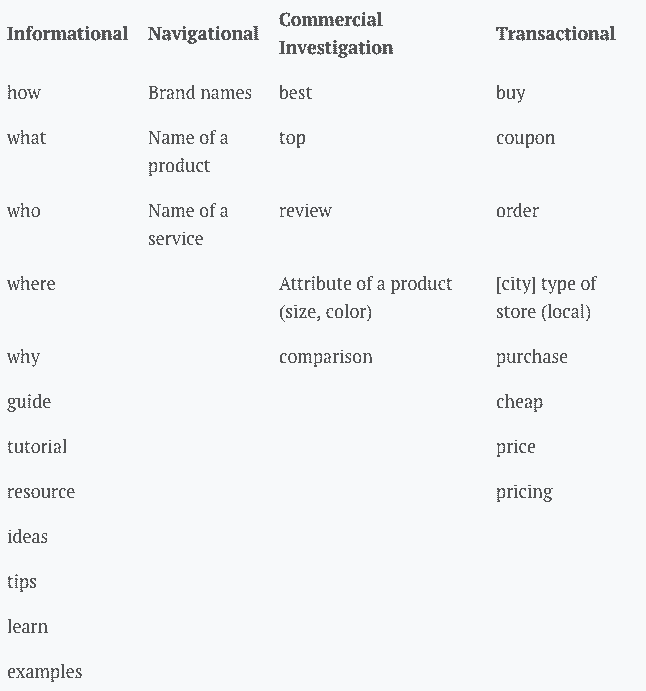 Informational Navigational Commercial Investigation Transactional
how Brand names best buy
what Name of a product top coupon
who Name of a service review order
where Attribute of a product (size, color) [city] type of store (local)
why comparison purchase
guide cheap
tutorial price
resource pricing
ideas
tips
learn
examples